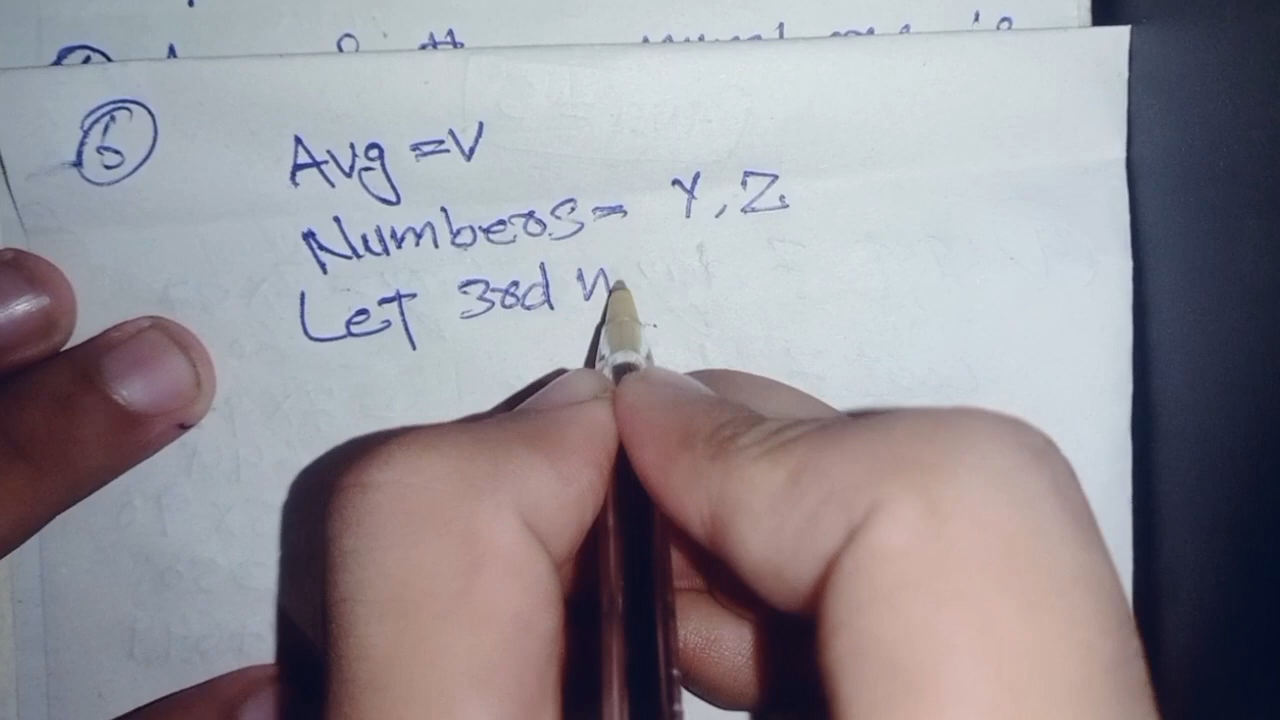 6
Avg = V
Numbers = Y, Z
Let 3rd